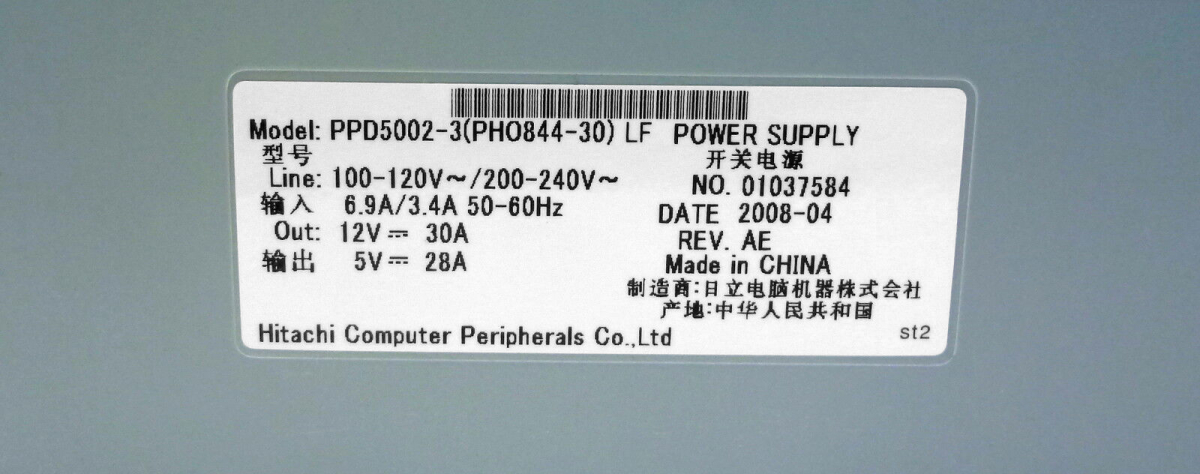 Model: PPD5002-3(PHO844-30) LF POWER SUPPLY
型号 开关电源
Line: 100-120V～/200-240V～ NO. 01037584
输入 6.9A/3.4A 50-60Hz DATE 2008-04
Out: 12V⎓ 30A REV. AE
输出 5V⎓ 28A Made in CHINA
制造商:日立电脑机器株式会社
产地:中华人民共和国
Hitachi Computer Peripherals Co.,Ltd st2